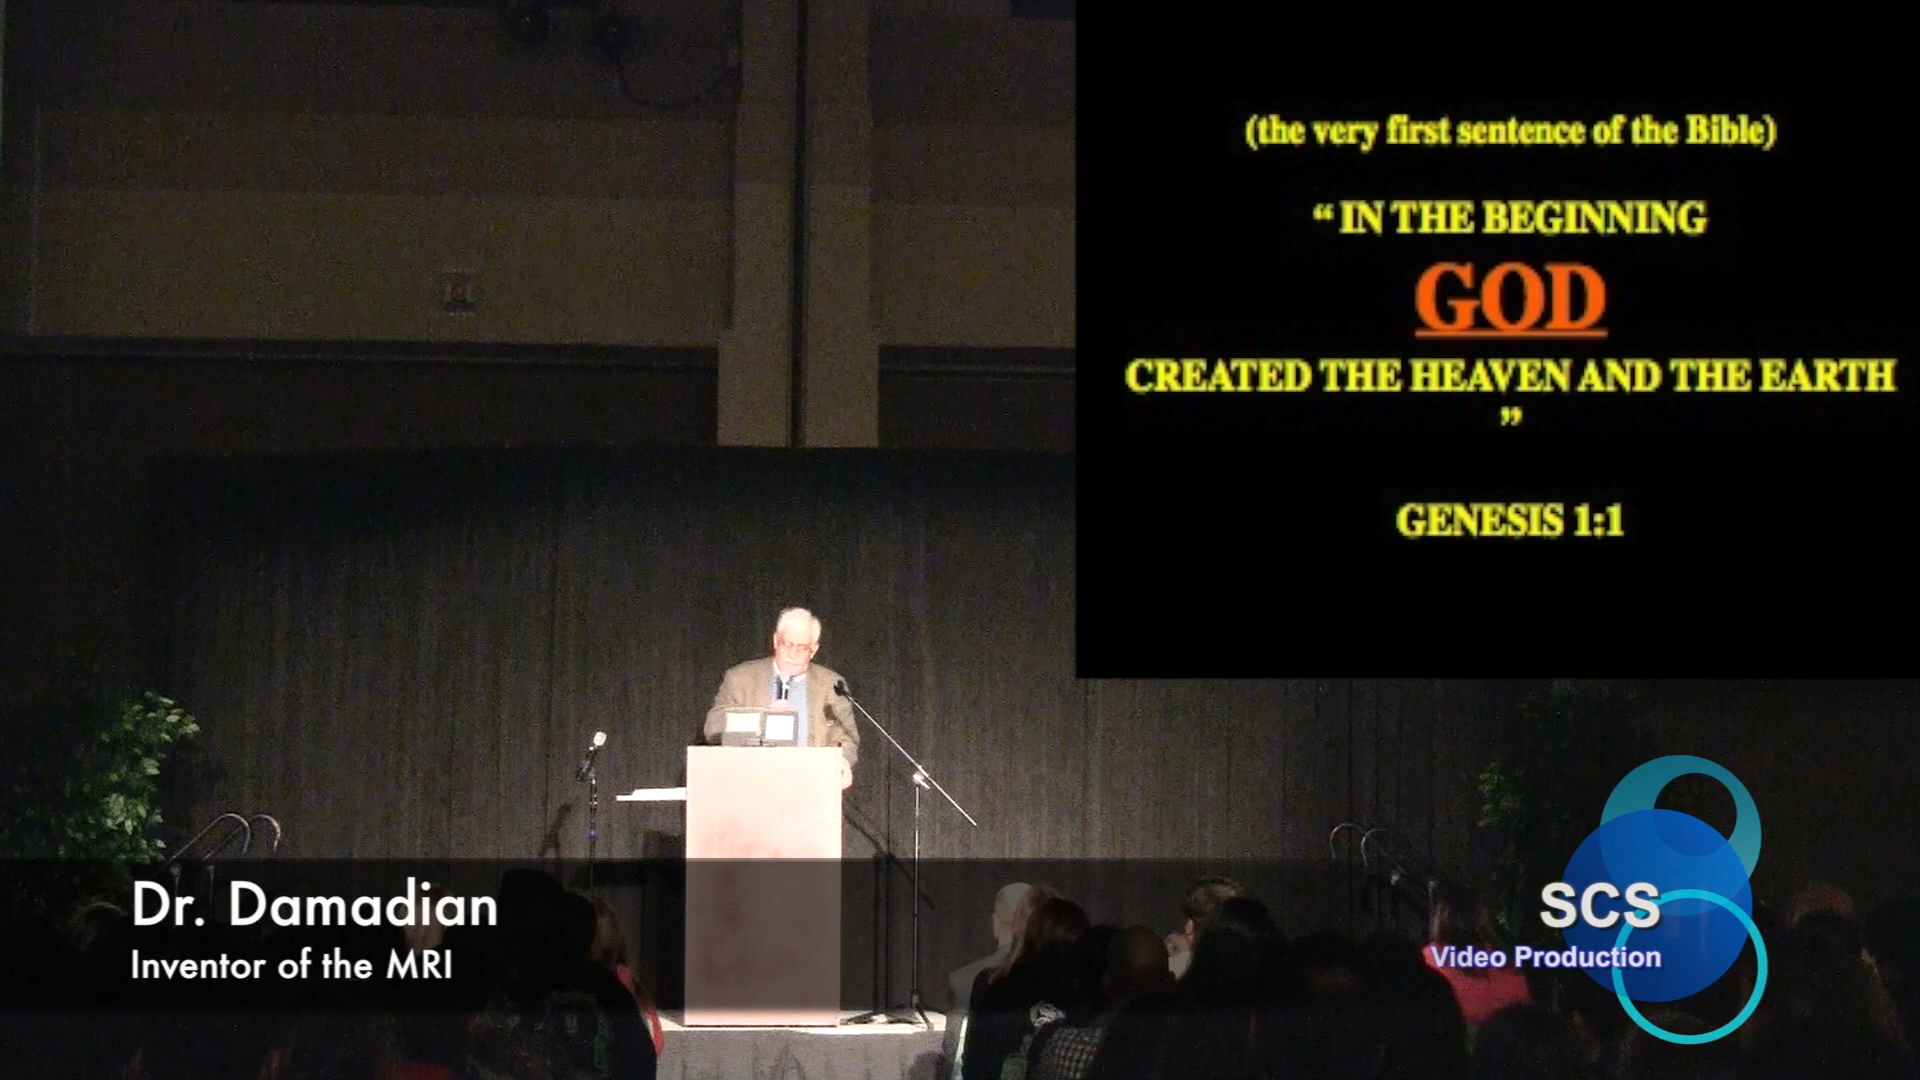 (the very first sentence of the Bible)
“ IN THE BEGINNING
GOD
CREATED THE HEAVEN AND THE EARTH
”
GENESIS 1:1
Dr. Damadian
Inventor of the MRI
SCS
Video Production